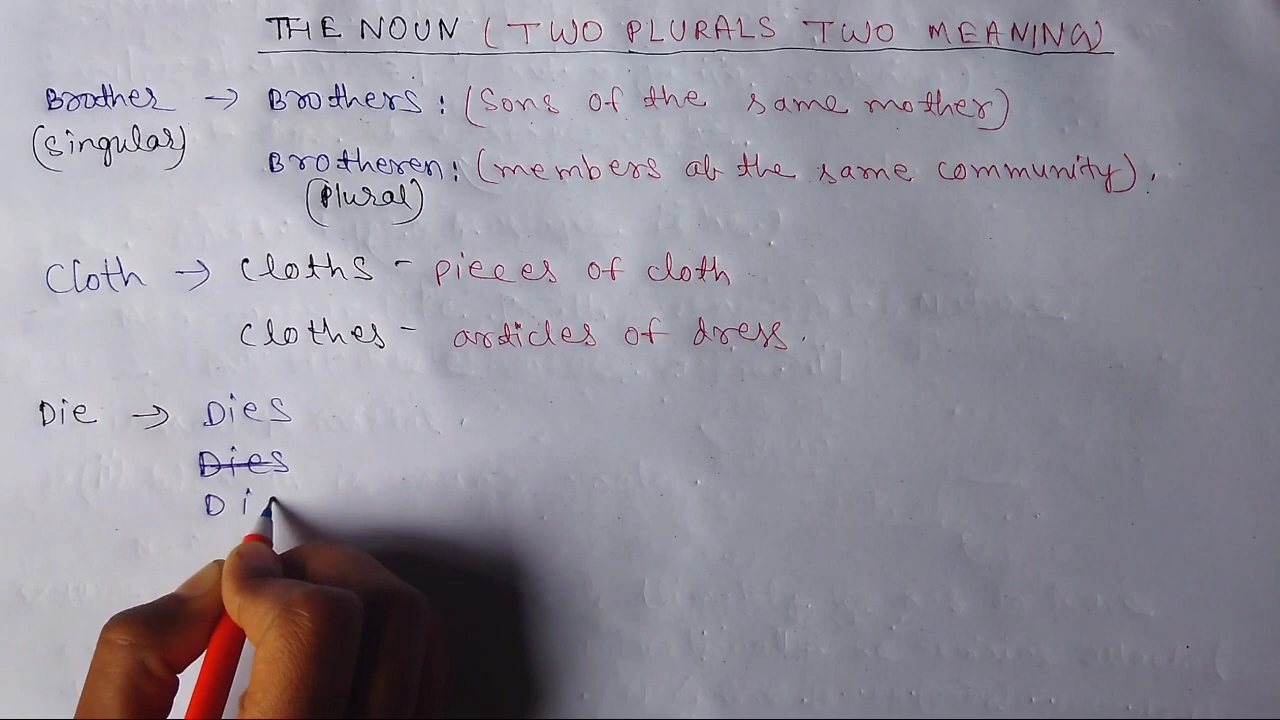 THE NOUN (TWO PLURALS TWO MEANING)
Brother → Brothers: (Sons of the same mother)
(singular)
Brotheren: (members ob the same community).
(Plural)
Cloth → Cloths - pieces of cloth
Clothes - articles of dress.
Die → Dies
Dies
Di